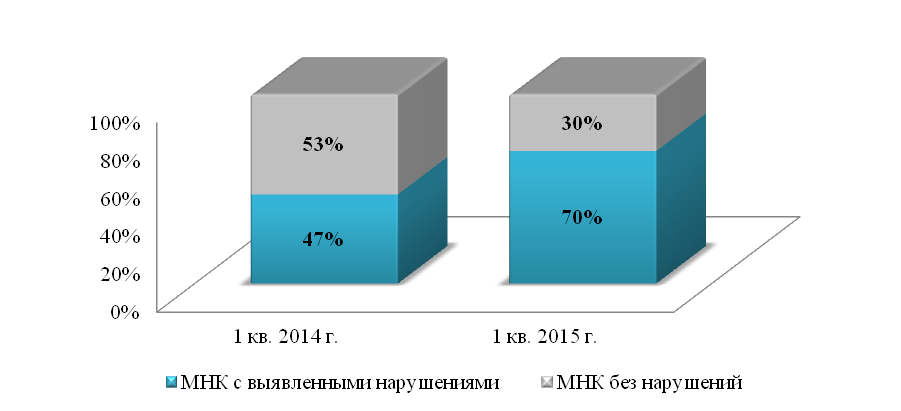 100%
80%
60%
40%
20%
0%
53%
47%
30%
70%
1 кв. 2014 г.
1 кв. 2015 г.
МНК с выявленными нарушениями
МНК без нарушений